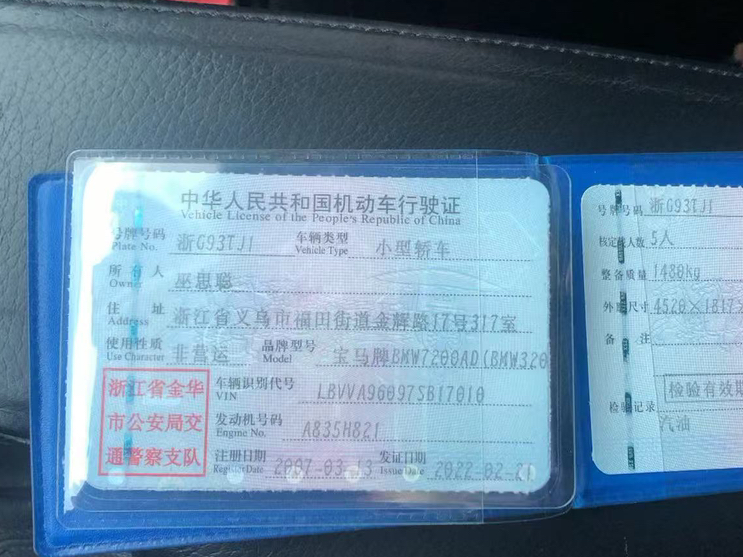 中华人民共和国机动车行驶证
Vehicle License of the People's Republic of China
号牌号码 浙G93TJ1 车辆类型 小型轿车
Plate No. Vehicle Type
所有人 巫思聪
Owner
住址 浙江省义乌市福田街道金辉路17号317室
Address
使用性质 非营运 品牌型号 宝马牌BMW7200AD(BMW320
Use Character Model
浙江省金华
市公安局交
通警察支队
车辆识别代号 LBVVA96097SB17010
VIN
发动机号码 A835H821
Engine No.
注册日期 2007-03-13 发证日期 2022-02-21
Register Date Issue Date
号牌号码 浙G93TJ1
核定载人数 5人
整备质量 1480Kg
外廓尺寸 4520×1817×
备注
检验有效期
检验记录
汽油